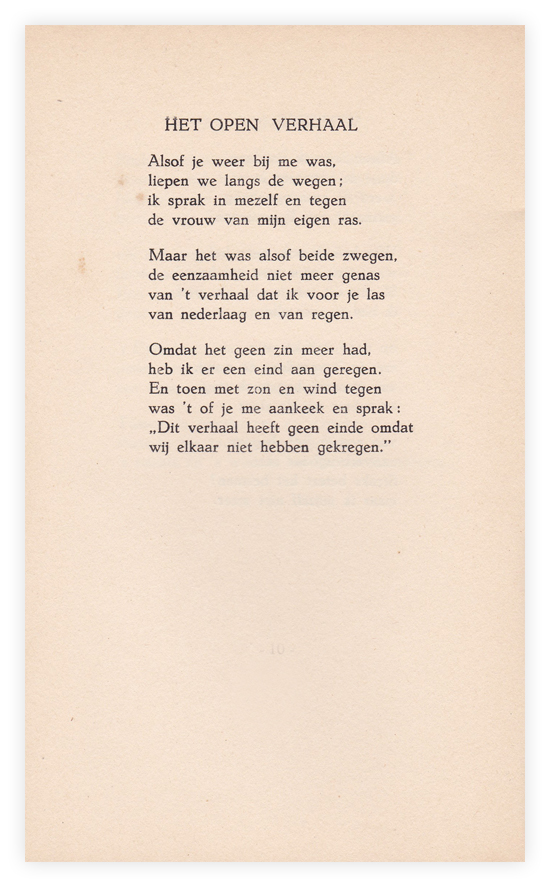 HET OPEN VERHAAL
Alsof je weer bij me was,
liepen we langs de wegen;
ik sprak in mezelf en tegen
de vrouw van mijn eigen ras.
Maar het was alsof beide zwegen,
de eenzaamheid niet meer genas
van 't verhaal dat ik voor je las
van nederlaag en van regen.
Omdat het geen zin meer had,
heb ik er een eind aan geregen.
En toen met zon en wind tegen
was 't of je me aankeek en sprak:
„Dit verhaal heeft geen einde omdat
wij elkaar niet hebben gekregen.”